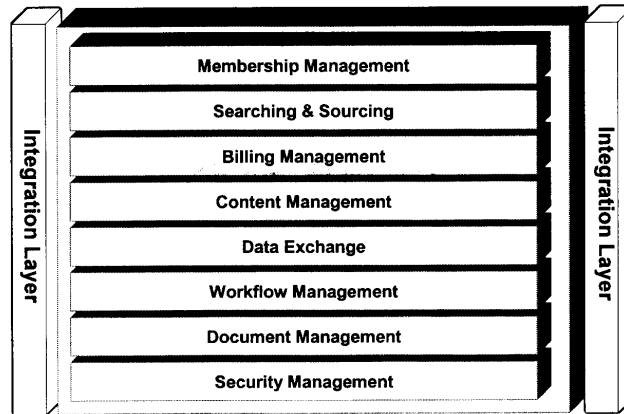 Integration Layer
Membership Management
Searching & Sourcing
Billing Management
Content Management
Data Exchange
Workflow Management
Document Management
Security Management
Integration Layer